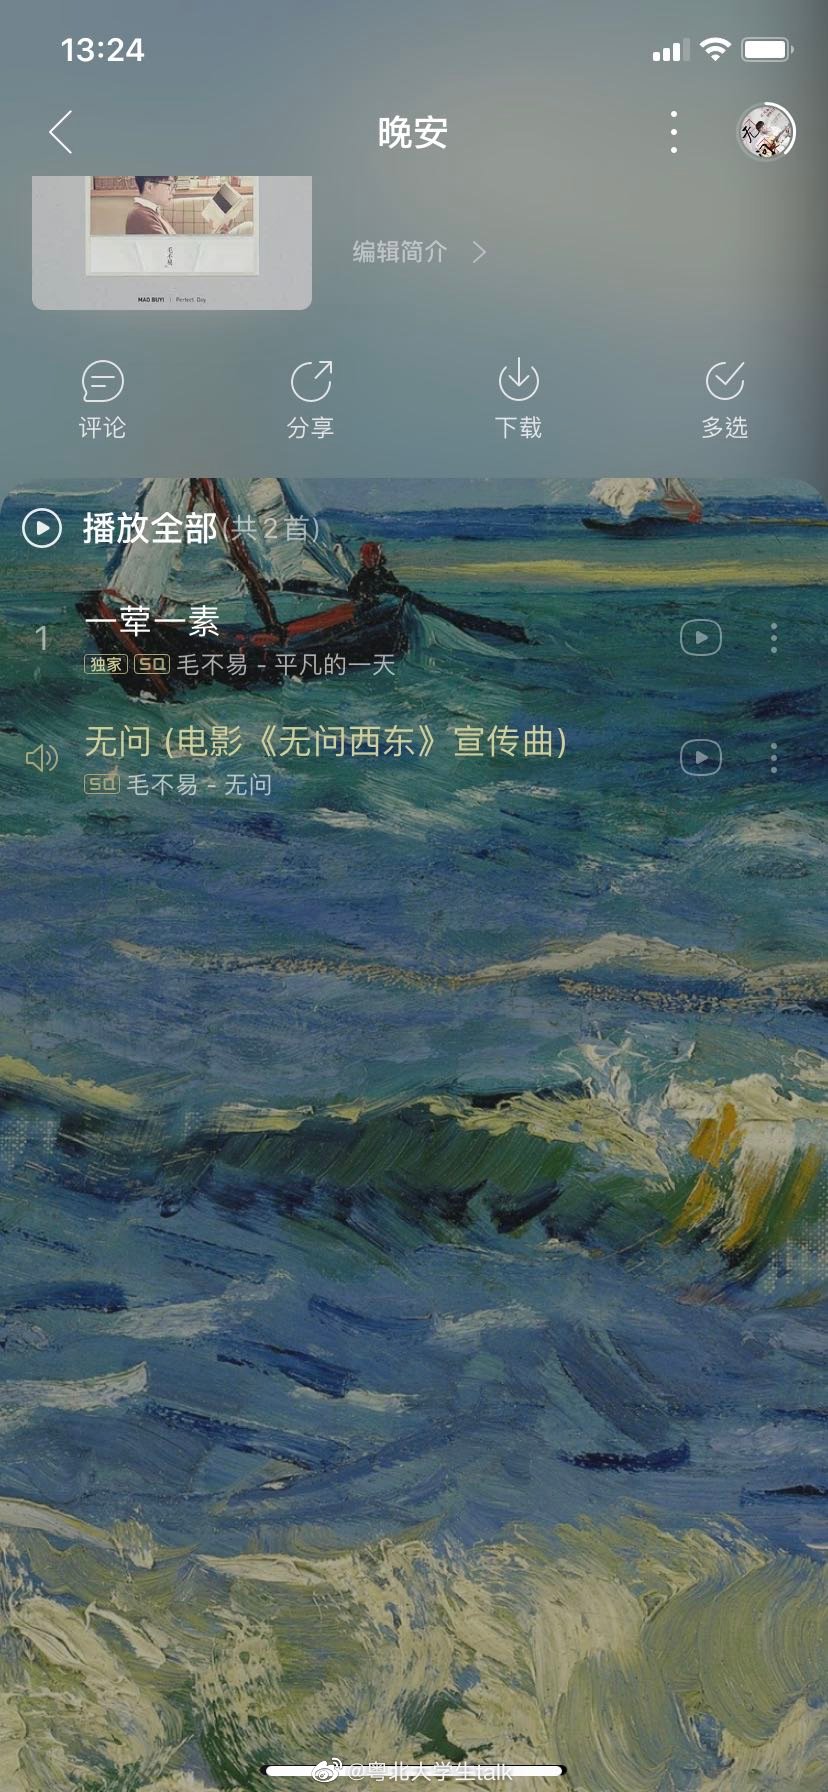 13:24
晚安
无问
毛不易
MAO BUYI | Perfect Day
编辑简介
评论
分享
下载
多选
播放全部(共2首)
1
一荤一素
独家 SQ 毛不易 - 平凡的一天
无问 (电影《无问西东》宣传曲)
SQ 毛不易 - 无问
@粤北大学生talk